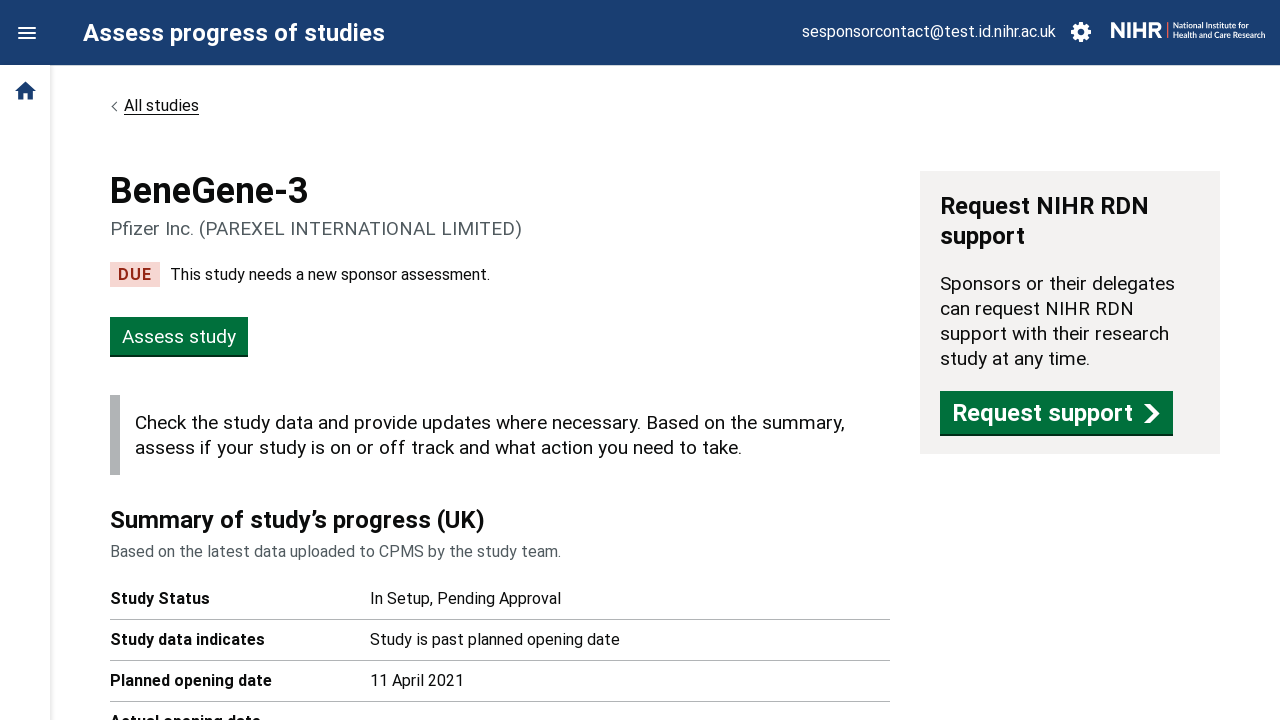 Assess progress of studies
sesponsorcontact@test.id.nihr.ac.uk
NIHR | National Institute for
Health and Care Research
All studies
BeneGene-3
Pfizer Inc. (PAREXEL INTERNATIONAL LIMITED)
DUE This study needs a new sponsor assessment.
Assess study
Check the study data and provide updates where necessary. Based on the summary,
assess if your study is on or off track and what action you need to take.
Summary of study’s progress (UK)
Based on the latest data uploaded to CPMS by the study team.
Study Status In Setup, Pending Approval
Study data indicates Study is past planned opening date
Planned opening date 11 April 2021
Actual opening date
Request NIHR RDN
support
Sponsors or their delegates
can request NIHR RDN
support with their research
study at any time.
Request support